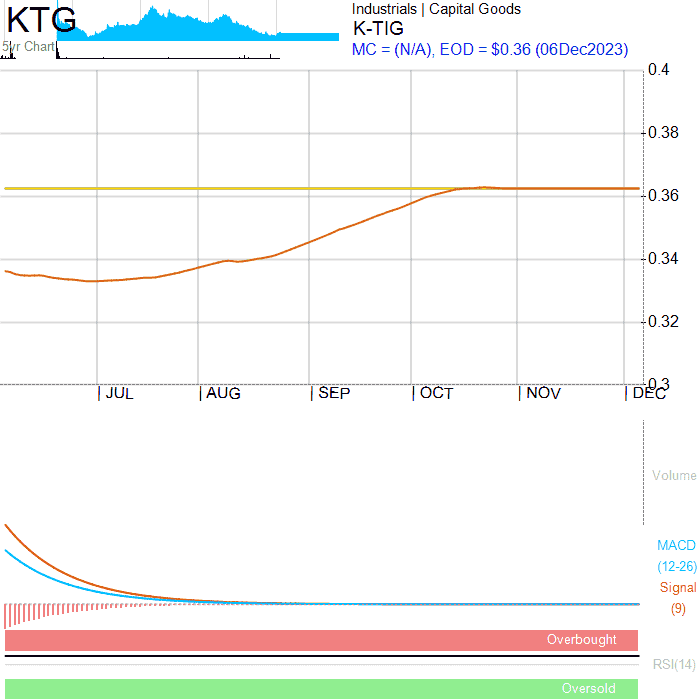 KTG
5yr Chart
Industrials | Capital Goods
K-TIG
MC = (N/A), EOD = $0.36 (06Dec2023)
0.4
0.38
0.36
0.34
0.32
0.3
JUL
AUG
SEP
OCT
NOV
DEC
Volume
MACD
(12-26)
Signal
(9)
Overbought
RSI(14)
Oversold